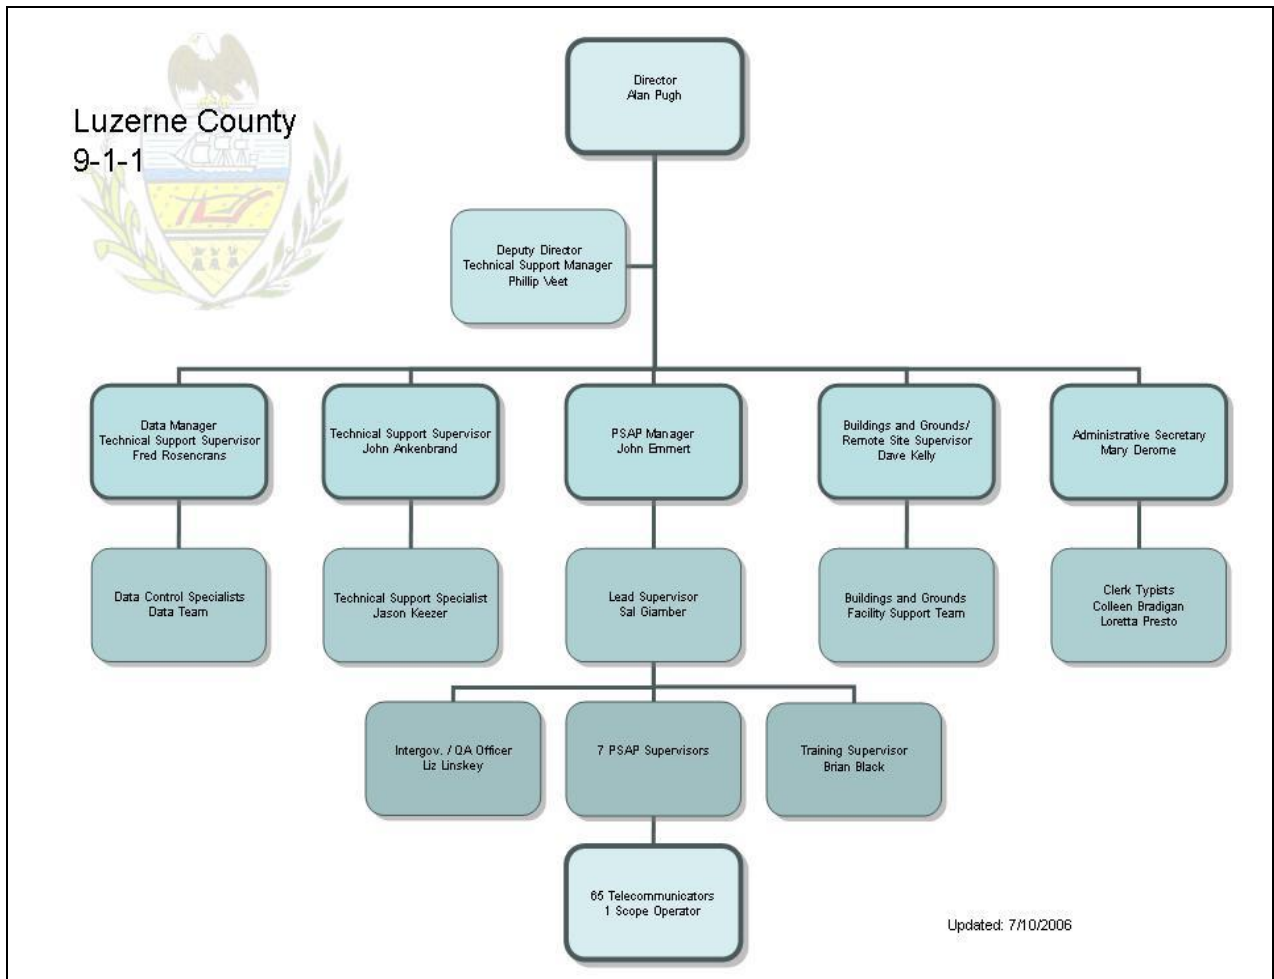 Luzerne County
9-1-1
Director
Alan Pugh
Deputy Director
Technical Support Manager
Phillip Veet
Data Manager
Technical Support Supervisor
Fred Rosencrans
Technical Support Supervisor
John Ankenbrand
PSAP Manager
John Emmert
Buildings and Grounds/
Remote Site Supervisor
Dave Kelly
Administrative Secretary
Mary Derome
Data Control Specialists
Data Team
Technical Support Specialist
Jason Keezer
Lead Supervisor
Sal Giamber
Buildings and Grounds
Facility Support Team
Clerk Typists
Colleen Bradigan
Loretta Presto
Intergov. / QA Officer
Liz Linskey
7 PSAP Supervisors
Training Supervisor
Brian Black
65 Telecommunicators
1 Scope Operator
Updated: 7/10/2006